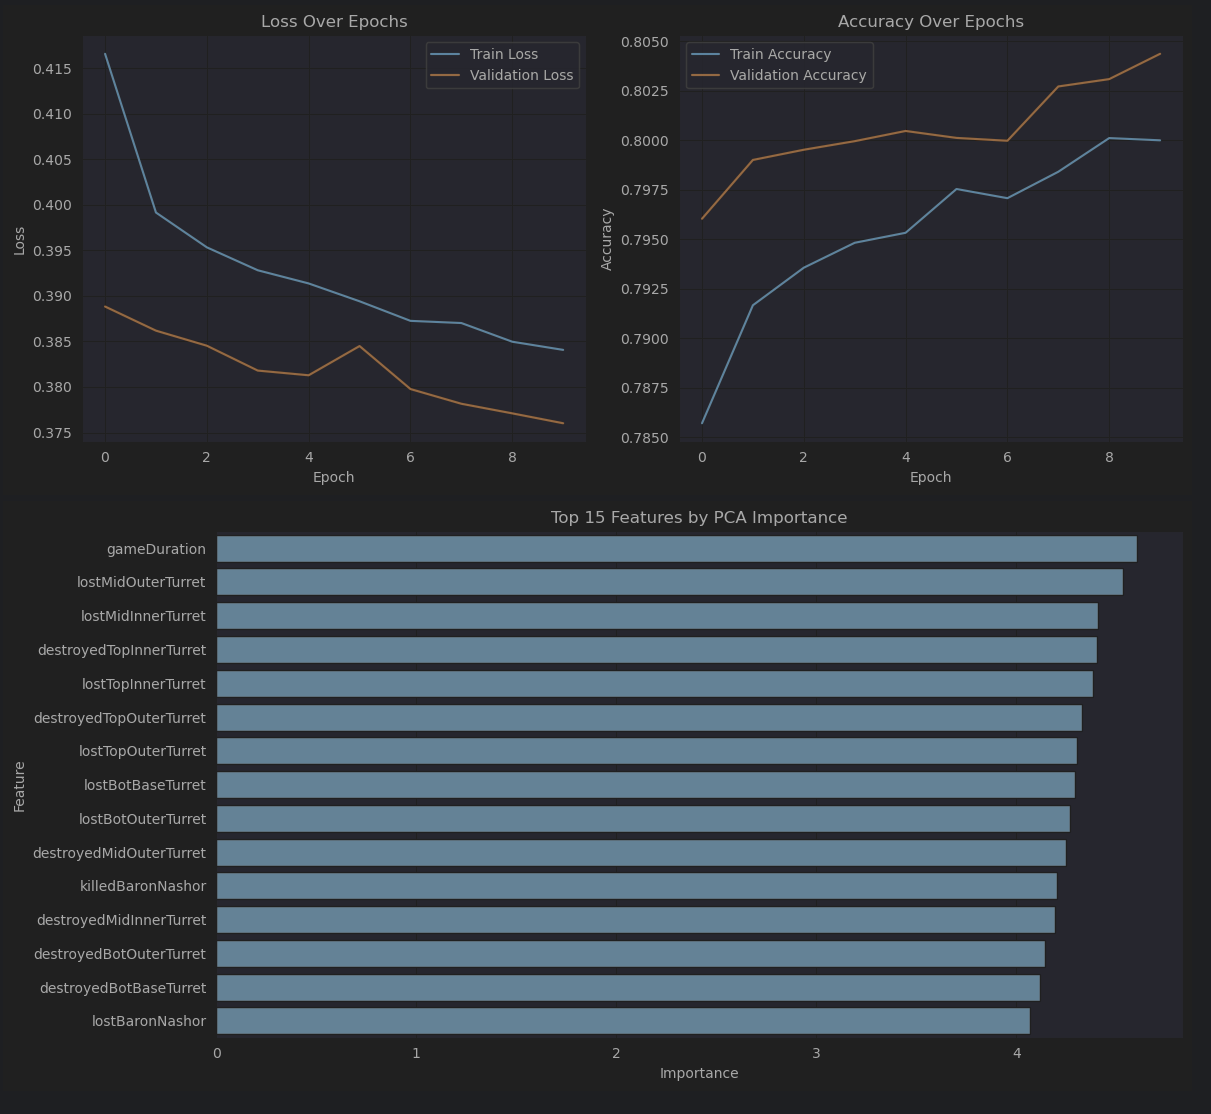 Loss Over Epochs
Train Loss
Validation Loss
0.415
0.410
0.405
0.400
0.395
0.390
0.385
0.380
0.375
Loss
0 2 4 6 8
Epoch
Accuracy Over Epochs
Train Accuracy
Validation Accuracy
0.8050
0.8025
0.8000
0.7975
0.7950
0.7925
0.7900
0.7875
0.7850
Accuracy
0 2 4 6 8
Epoch
Top 15 Features by PCA Importance
Feature
gameDuration
lostMidOuterTurret
lostMidInnerTurret
destroyedTopInnerTurret
lostTopInnerTurret
destroyedTopOuterTurret
lostTopOuterTurret
lostBotBaseTurret
lostBotOuterTurret
destroyedMidOuterTurret
killedBaronNashor
destroyedMidInnerTurret
destroyedBotOuterTurret
destroyedBotBaseTurret
lostBaronNashor
0 1 2 3 4
Importance